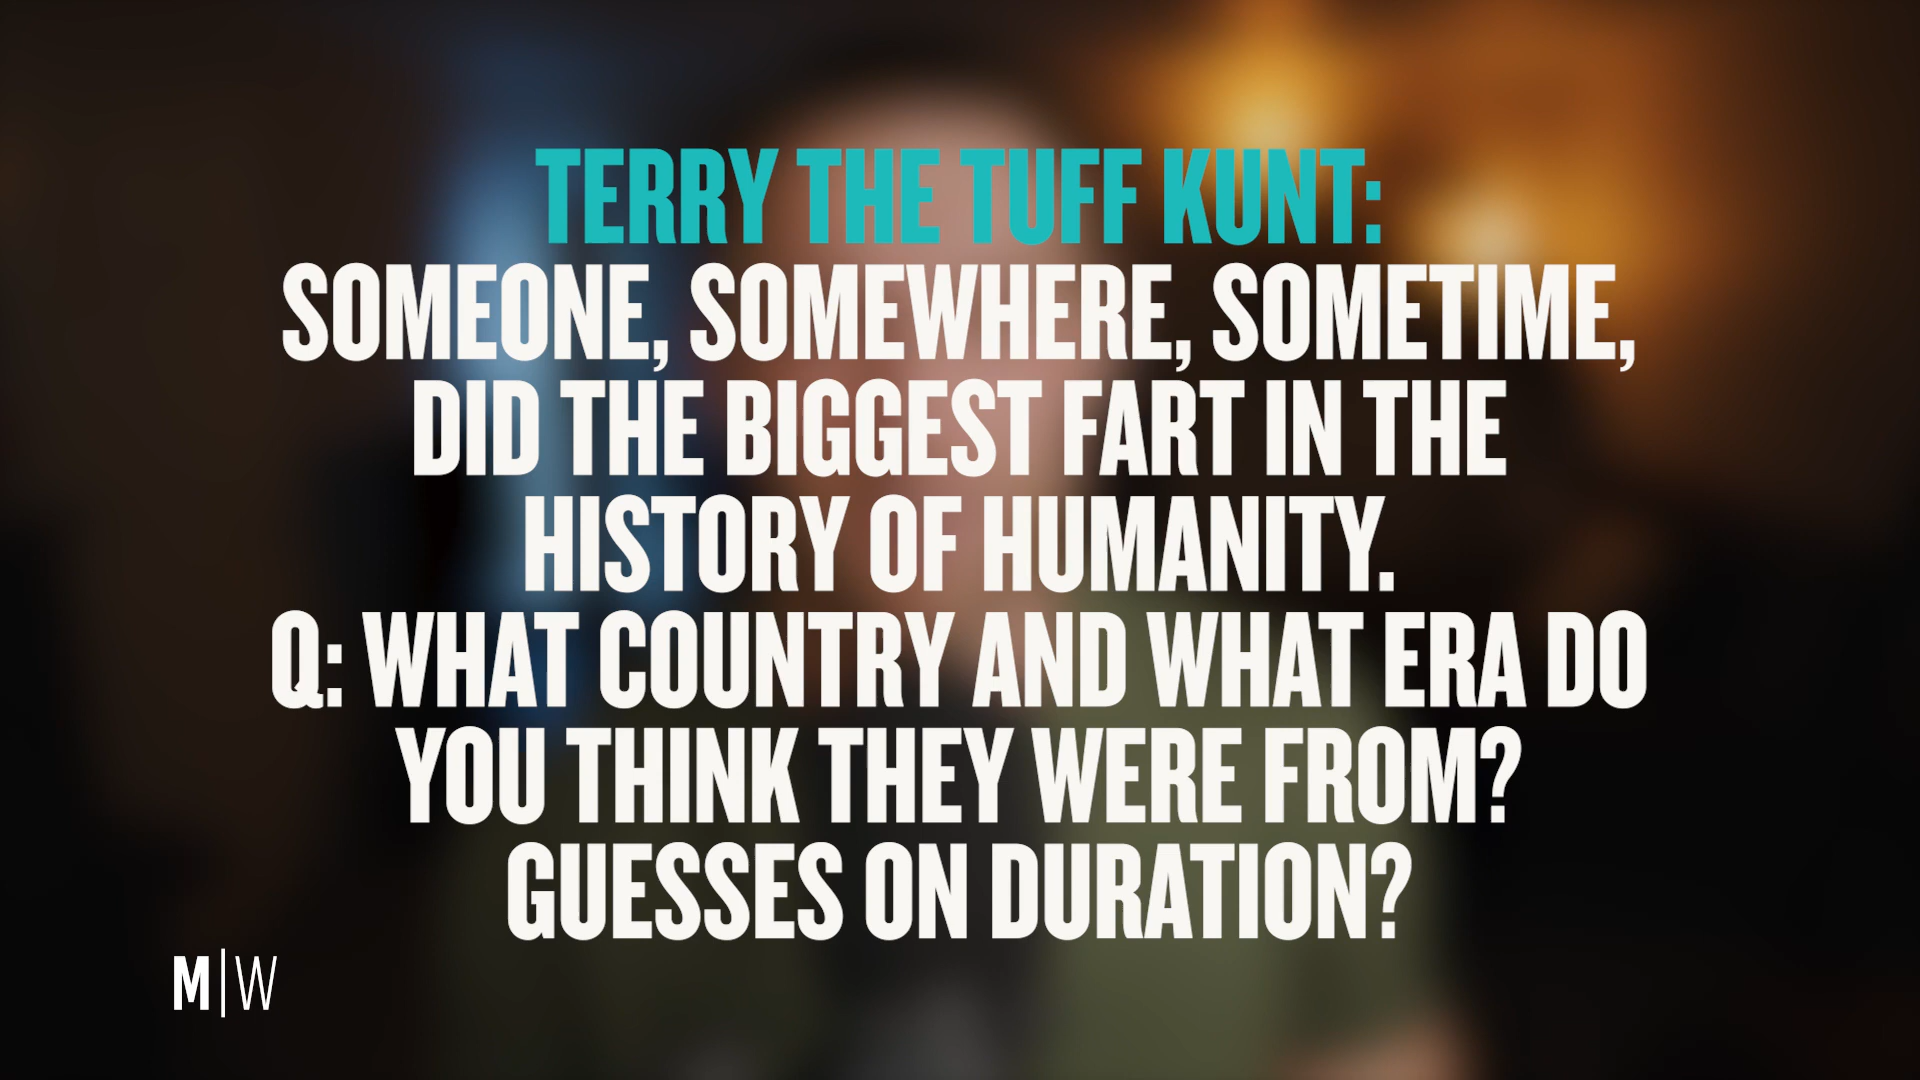 TERRY THE TUFF KUNT:
SOMEONE, SOMEWHERE, SOMETIME,
DID THE BIGGEST FART IN THE
HISTORY OF HUMANITY.
Q: WHAT COUNTRY AND WHAT ERA DO
YOU THINK THEY WERE FROM?
GUESSES ON DURATION?
M|W